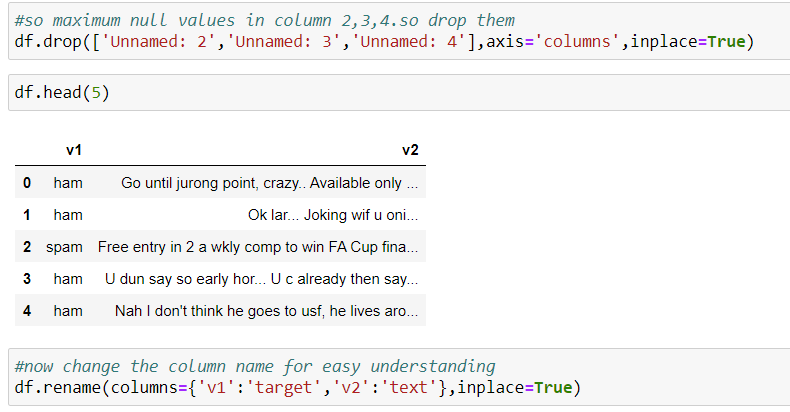 #so maximum null values in column 2,3,4.so drop them
df.drop(['Unnamed: 2','Unnamed: 3','Unnamed: 4'],axis='columns',inplace=True)
df.head(5)
v1 v2
0 ham Go until jurong point, crazy.. Available only ...
1 ham Ok lar... Joking wif u oni...
2 spam Free entry in 2 a wkly comp to win FA Cup fina...
3 ham U dun say so early hor... U c already then say...
4 ham Nah I don't think he goes to usf, he lives aro...
#now change the column name for easy understanding
df.rename(columns={'v1':'target','v2':'text'},inplace=True)